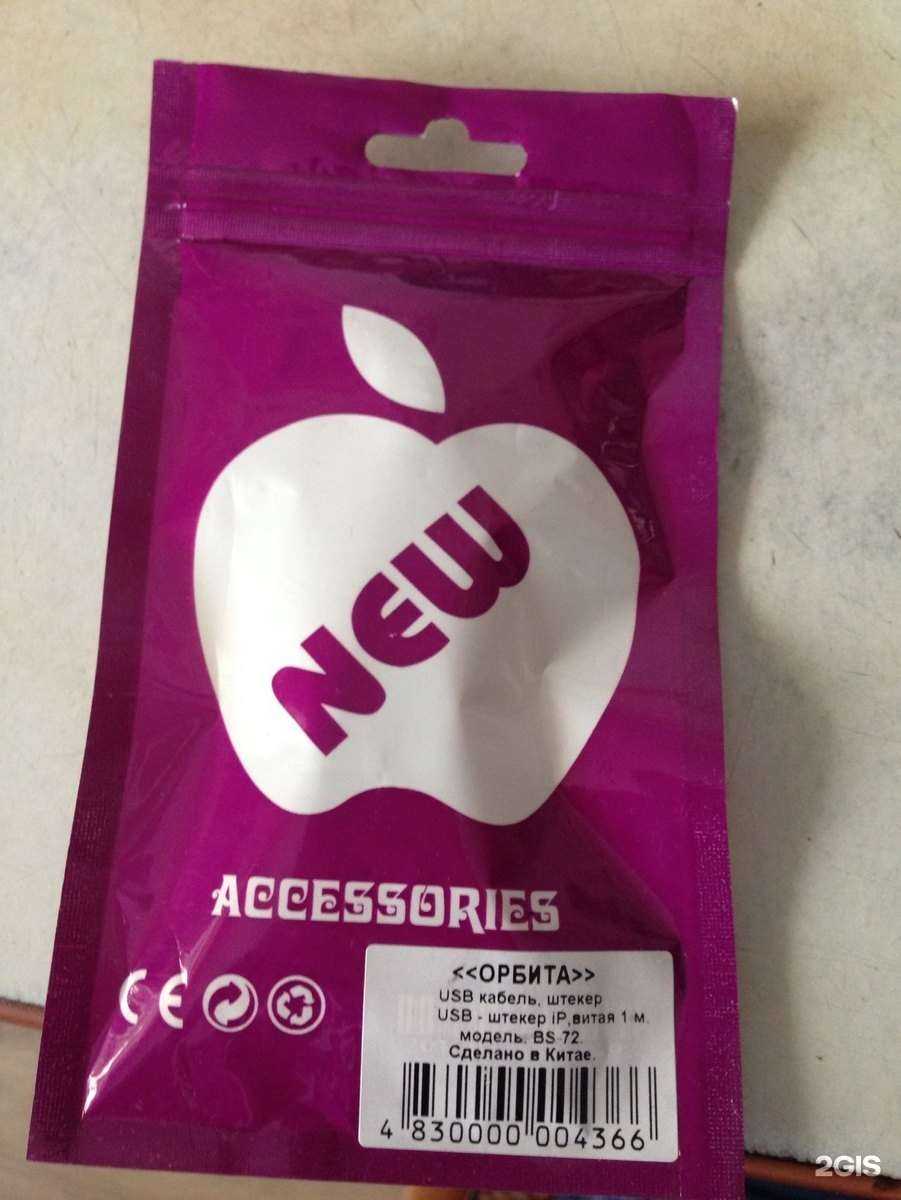 NEW
ACCESSORIES
CE
<<ОРБИТА>>
USB кабель, штекер
USB - штекер iP,витая 1 м.
модель: BS-72.
Сделано в Китае.
4 830000 004366
2GIS